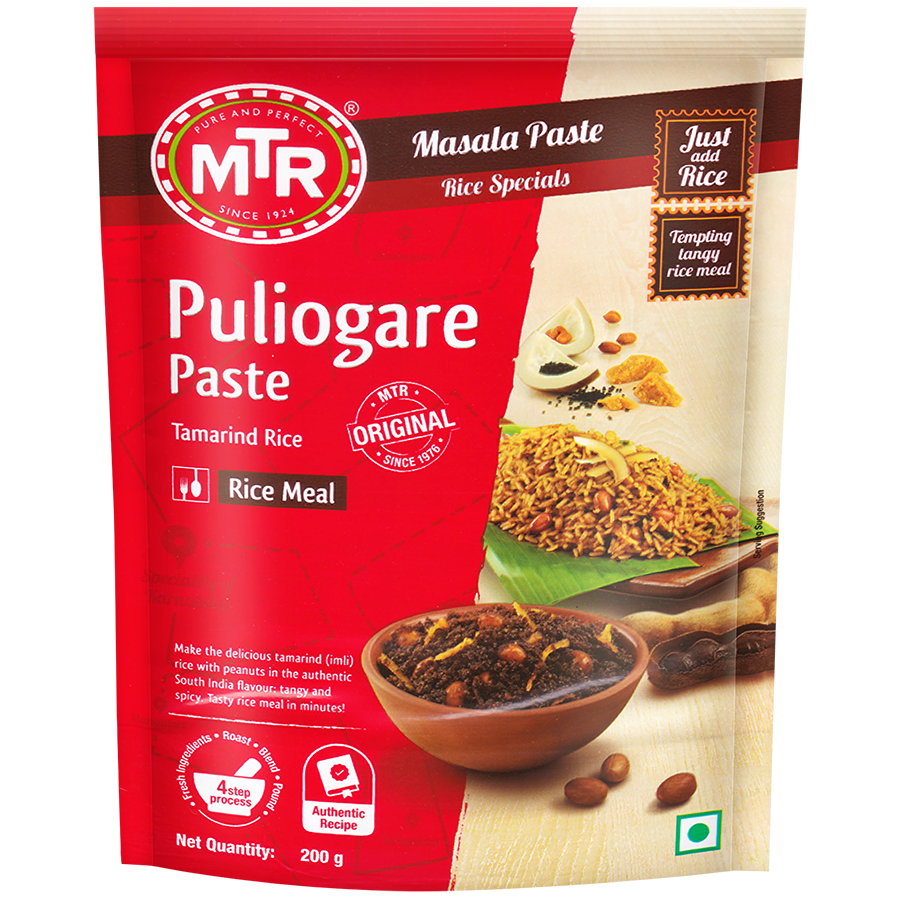 PURE AND PERFECT
MTR
®
SINCE 1924
Masala Paste
Rice Specials
Just
add
Rice
Tempting
tangy
rice meal
Puliogare
Paste
Tamarind Rice
MTR
ORIGINAL
SINCE 1976
Rice Meal
Serving Suggestion
Make the delicious tamarind (imli)
rice with peanuts in the authentic
South India flavour: tangy and
spicy. Tasty rice meal in minutes!
Fresh Ingredients • Roast • Blend • Pound
4 step
process
Authentic
Recipe
Net Quantity: 200 g